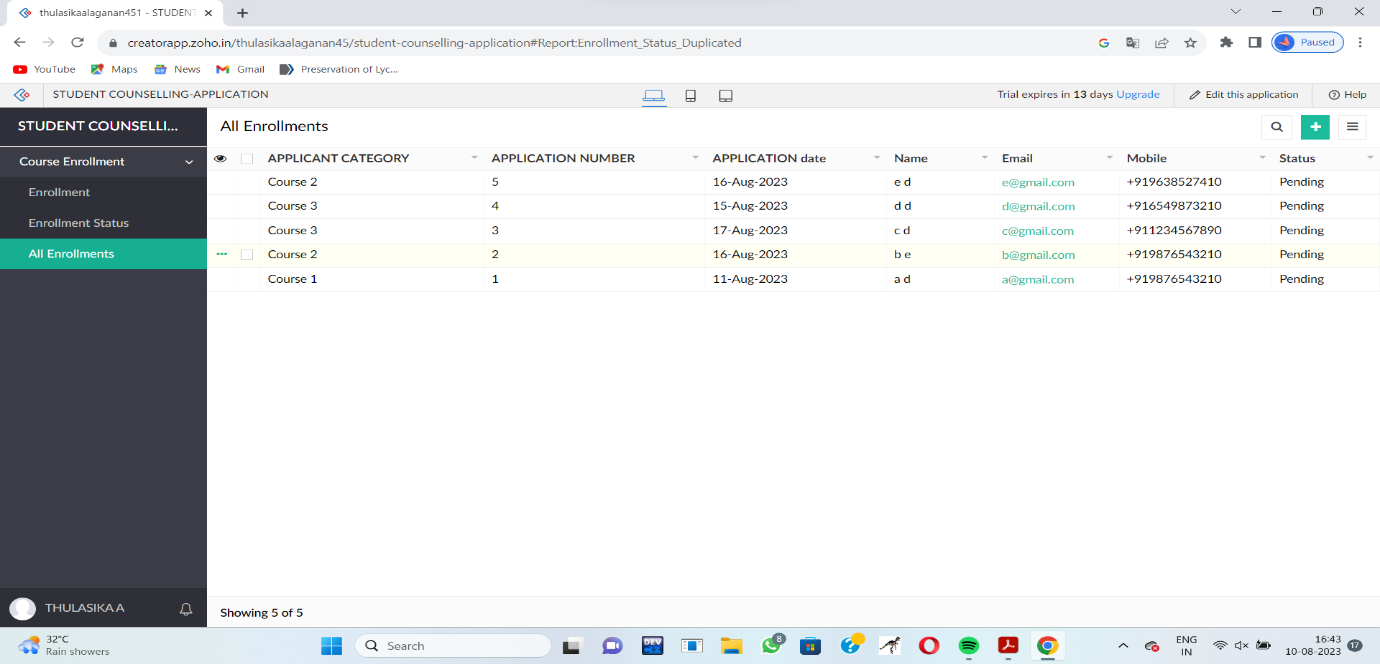 thulasikaalaganan451 - STUDENT
creatorapp.zoho.in/thulasikaalaganan45/student-counselling-application#Report:Enrollment_Status_Duplicated
Paused
YouTube Maps News Gmail Preservation of Lyc...
STUDENT COUNSELLING-APPLICATION
Trial expires in 13 days Upgrade
Edit this application
Help
STUDENT COUNSELLI...
Course Enrollment
Enrollment
Enrollment Status
All Enrollments
THULASIKA A
All Enrollments
APPLICANT CATEGORY APPLICATION NUMBER APPLICATION date Name Email Mobile Status
Course 2 5 16-Aug-2023 e d e@gmail.com +919638527410 Pending
Course 3 4 15-Aug-2023 d d d@gmail.com +916549873210 Pending
Course 3 3 17-Aug-2023 c d c@gmail.com +911234567890 Pending
Course 2 2 16-Aug-2023 b e b@gmail.com +919876543210 Pending
Course 1 1 11-Aug-2023 a d a@gmail.com +919876543210 Pending
Showing 5 of 5
32°C
Rain showers
Search
DEV
8
ENG
IN
16:43
10-08-2023
17